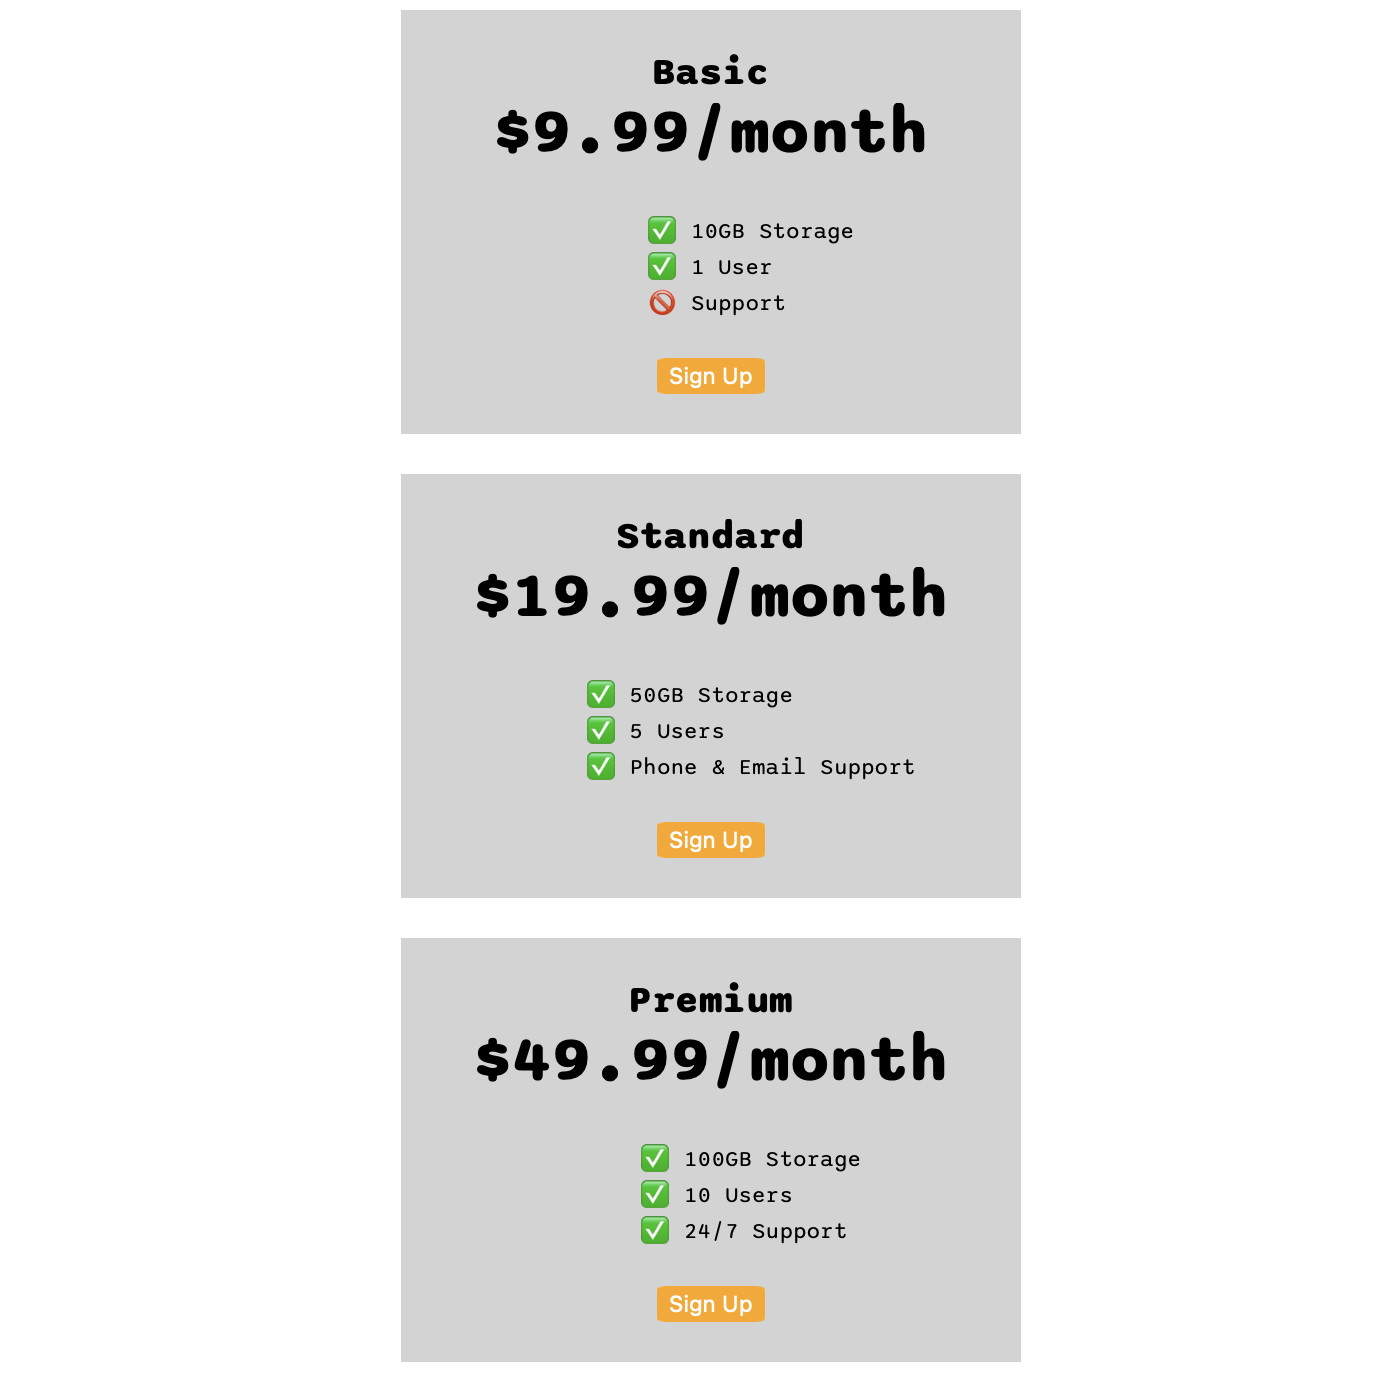 Basic
$9.99/month
✅ 10GB Storage
✅ 1 User
🚫 Support
Sign Up
Standard
$19.99/month
✅ 50GB Storage
✅ 5 Users
✅ Phone & Email Support
Sign Up
Premium
$49.99/month
✅ 100GB Storage
✅ 10 Users
✅ 24/7 Support
Sign Up